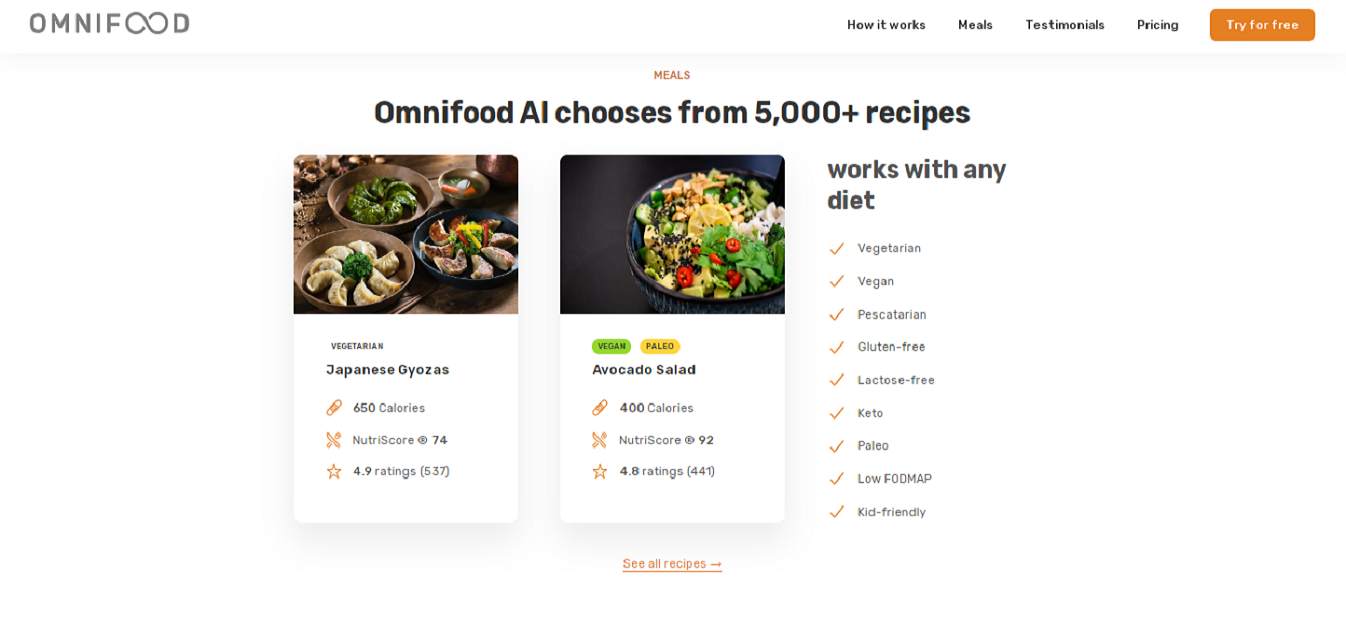 OMNIFOOD
How it works
Meals
Testimonials
Pricing
Try for free
MEALS
Omnifood AI chooses from 5,000+ recipes
VEGETARIAN
Japanese Gyozas
650 Calories
NutriScore ® 74
4.9 ratings (537)
VEGAN PALEO
Avocado Salad
400 Calories
NutriScore ® 92
4.8 ratings (441)
works with any
diet
Vegetarian
Vegan
Pescatarian
Gluten-free
Lactose-free
Keto
Paleo
Low FODMAP
Kid-friendly
See all recipes →